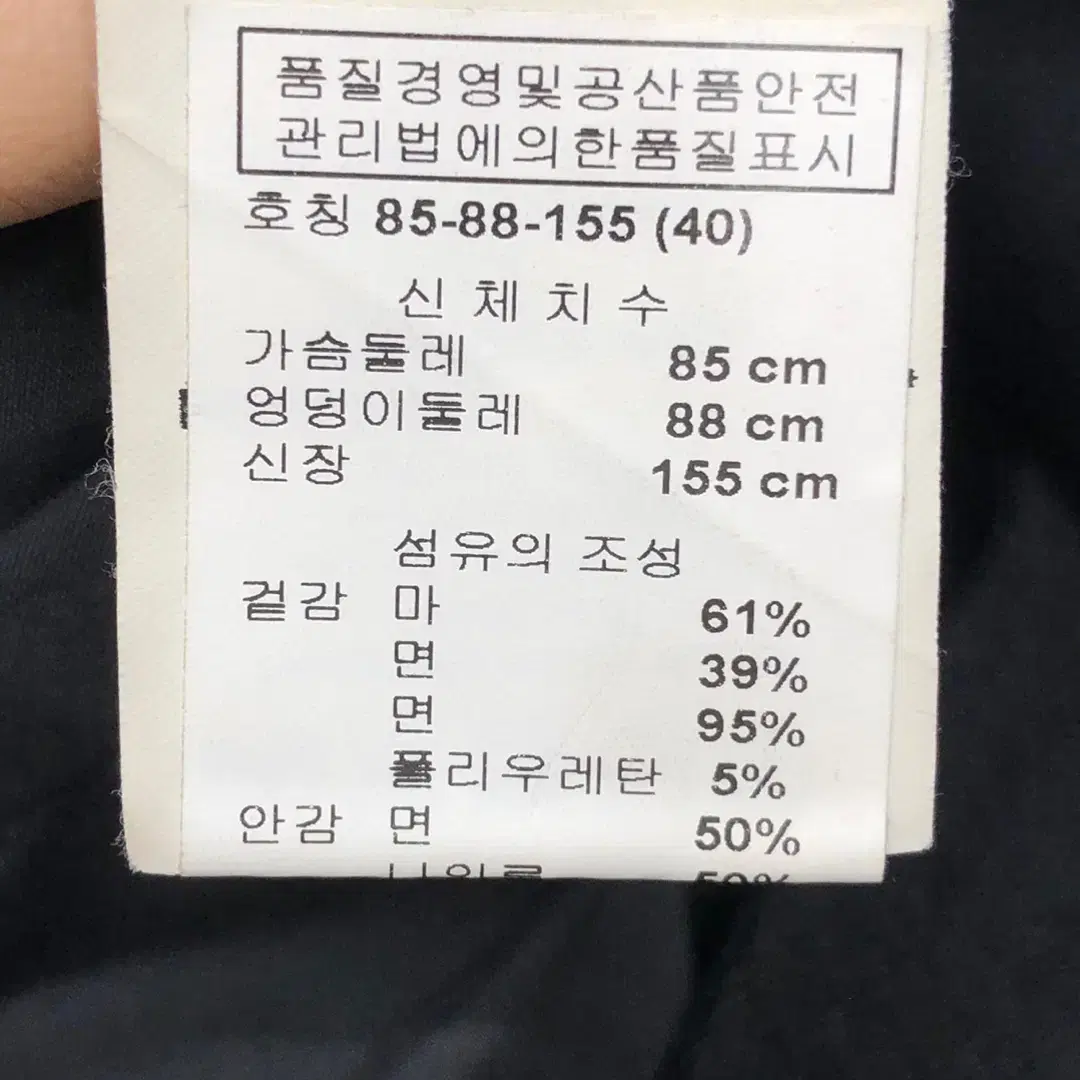 품질경영및공산품안전
관리법에의한품질표시
호칭 85-88-155 (40)
신체치수
가슴둘레 85 cm
엉덩이둘레 88 cm
신장 155 cm
섬유의 조성
겉감 마 61%
면 39%
면 95%
폴리우레탄 5%
안감 면 50%